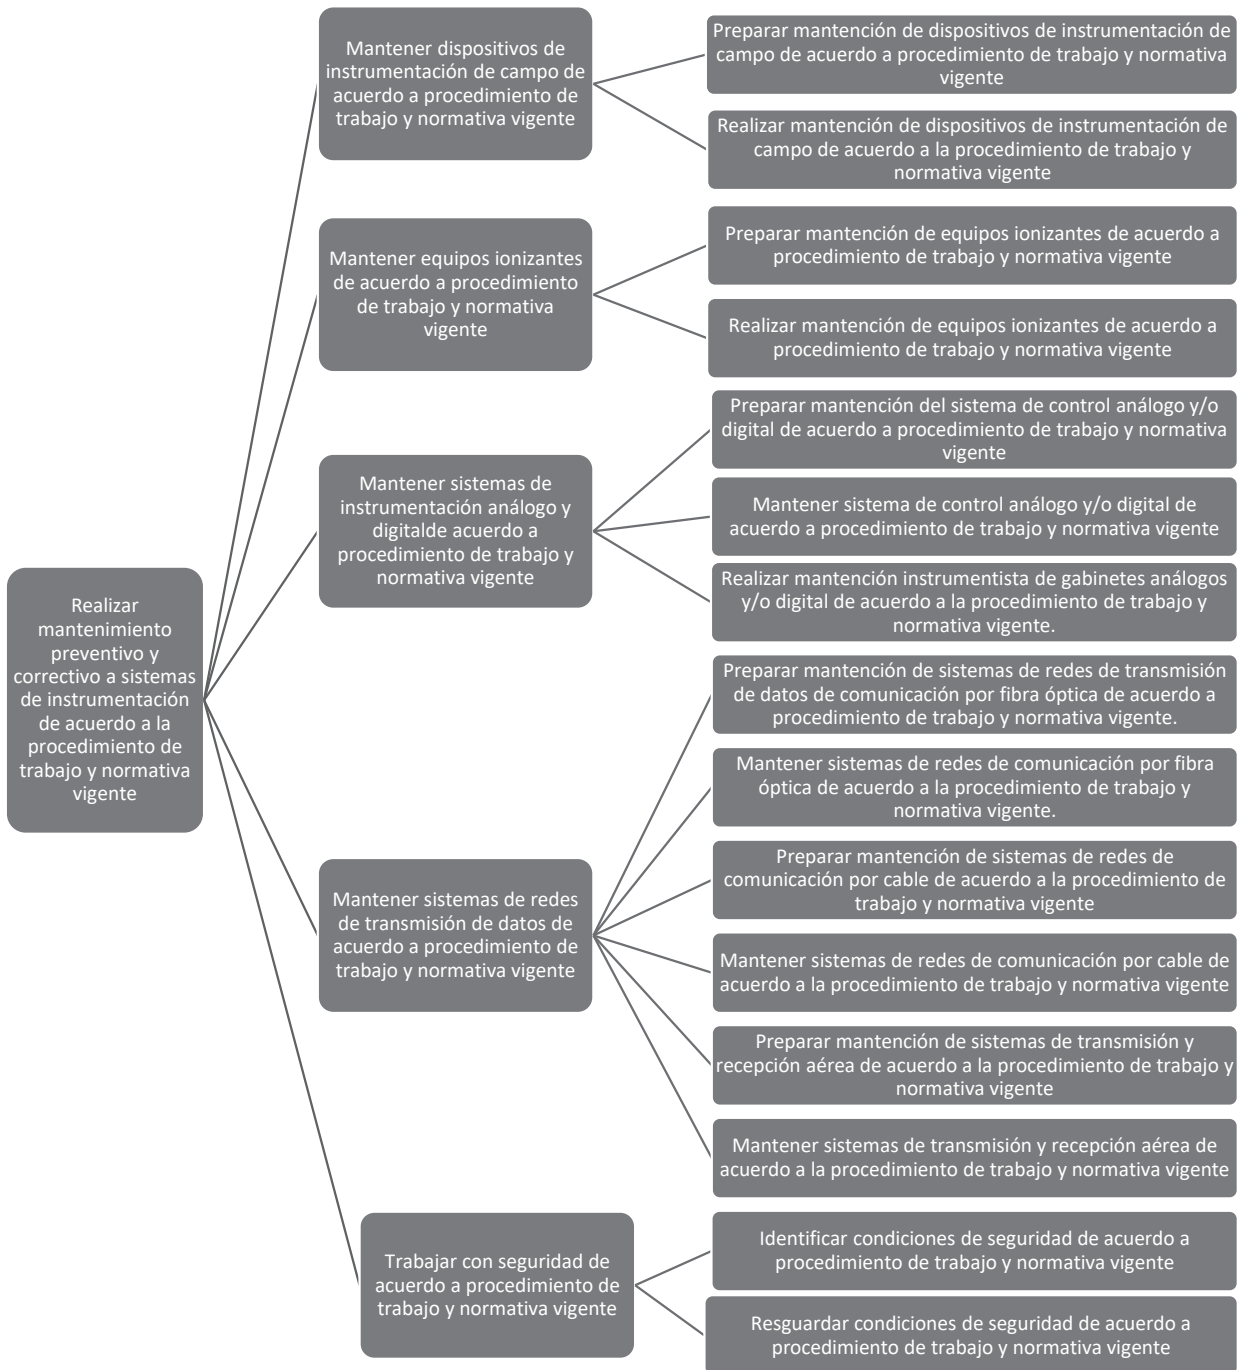 Realizar
mantenimiento
preventivo y
correctivo a sistemas
de instrumentación
de acuerdo a la
procedimiento de
trabajo y normativa
vigente
Mantener dispositivos de
instrumentación de campo de
acuerdo a procedimiento de
trabajo y normativa vigente
Preparar mantención de dispositivos de instrumentación de
campo de acuerdo a procedimiento de trabajo y normativa
vigente
Realizar mantención de dispositivos de instrumentación de
campo de acuerdo a la procedimiento de trabajo y
normativa vigente
Mantener equipos ionizantes
de acuerdo a procedimiento
de trabajo y normativa
vigente
Preparar mantención de equipos ionizantes de acuerdo a
procedimiento de trabajo y normativa vigente
Realizar mantención de equipos ionizantes de acuerdo a
procedimiento de trabajo y normativa vigente
Mantener sistemas de
instrumentación análogo y
digitalde acuerdo a
procedimiento de trabajo y
normativa vigente
Preparar mantención del sistema de control análogo y/o
digital de acuerdo a procedimiento de trabajo y normativa
vigente
Mantener sistema de control análogo y/o digital de
acuerdo a procedimiento de trabajo y normativa vigente
Realizar mantención instrumentista de gabinetes análogos
y/o digital de acuerdo a la procedimiento de trabajo y
normativa vigente.
Mantener sistemas de redes
de transmisión de datos de
acuerdo a procedimiento de
trabajo y normativa vigente
Preparar mantención de sistemas de redes de transmisión
de datos de comunicación por fibra óptica de acuerdo a
procedimiento de trabajo y normativa vigente.
Mantener sistemas de redes de comunicación por fibra
óptica de acuerdo a la procedimiento de trabajo y
normativa vigente.
Preparar mantención de sistemas de redes de
comunicación por cable de acuerdo a la procedimiento de
trabajo y normativa vigente
Mantener sistemas de redes de comunicación por cable de
acuerdo a la procedimiento de trabajo y normativa vigente
Preparar mantención de sistemas de transmisión y
recepción aérea de acuerdo a la procedimiento de trabajo y
normativa vigente
Mantener sistemas de transmisión y recepción aérea de
acuerdo a la procedimiento de trabajo y normativa vigente
Trabajar con seguridad de
acuerdo a procedimiento de
trabajo y normativa vigente
Identificar condiciones de seguridad de acuerdo a
procedimiento de trabajo y normativa vigente
Resguardar condiciones de seguridad de acuerdo a
procedimiento de trabajo y normativa vigente